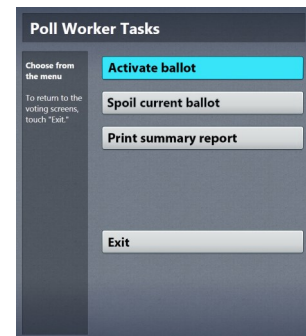 Poll Worker Tasks
Choose from
the menu
To return to the
voting screens,
touch "Exit."
Activate ballot
Spoil current ballot
Print summary report
Exit